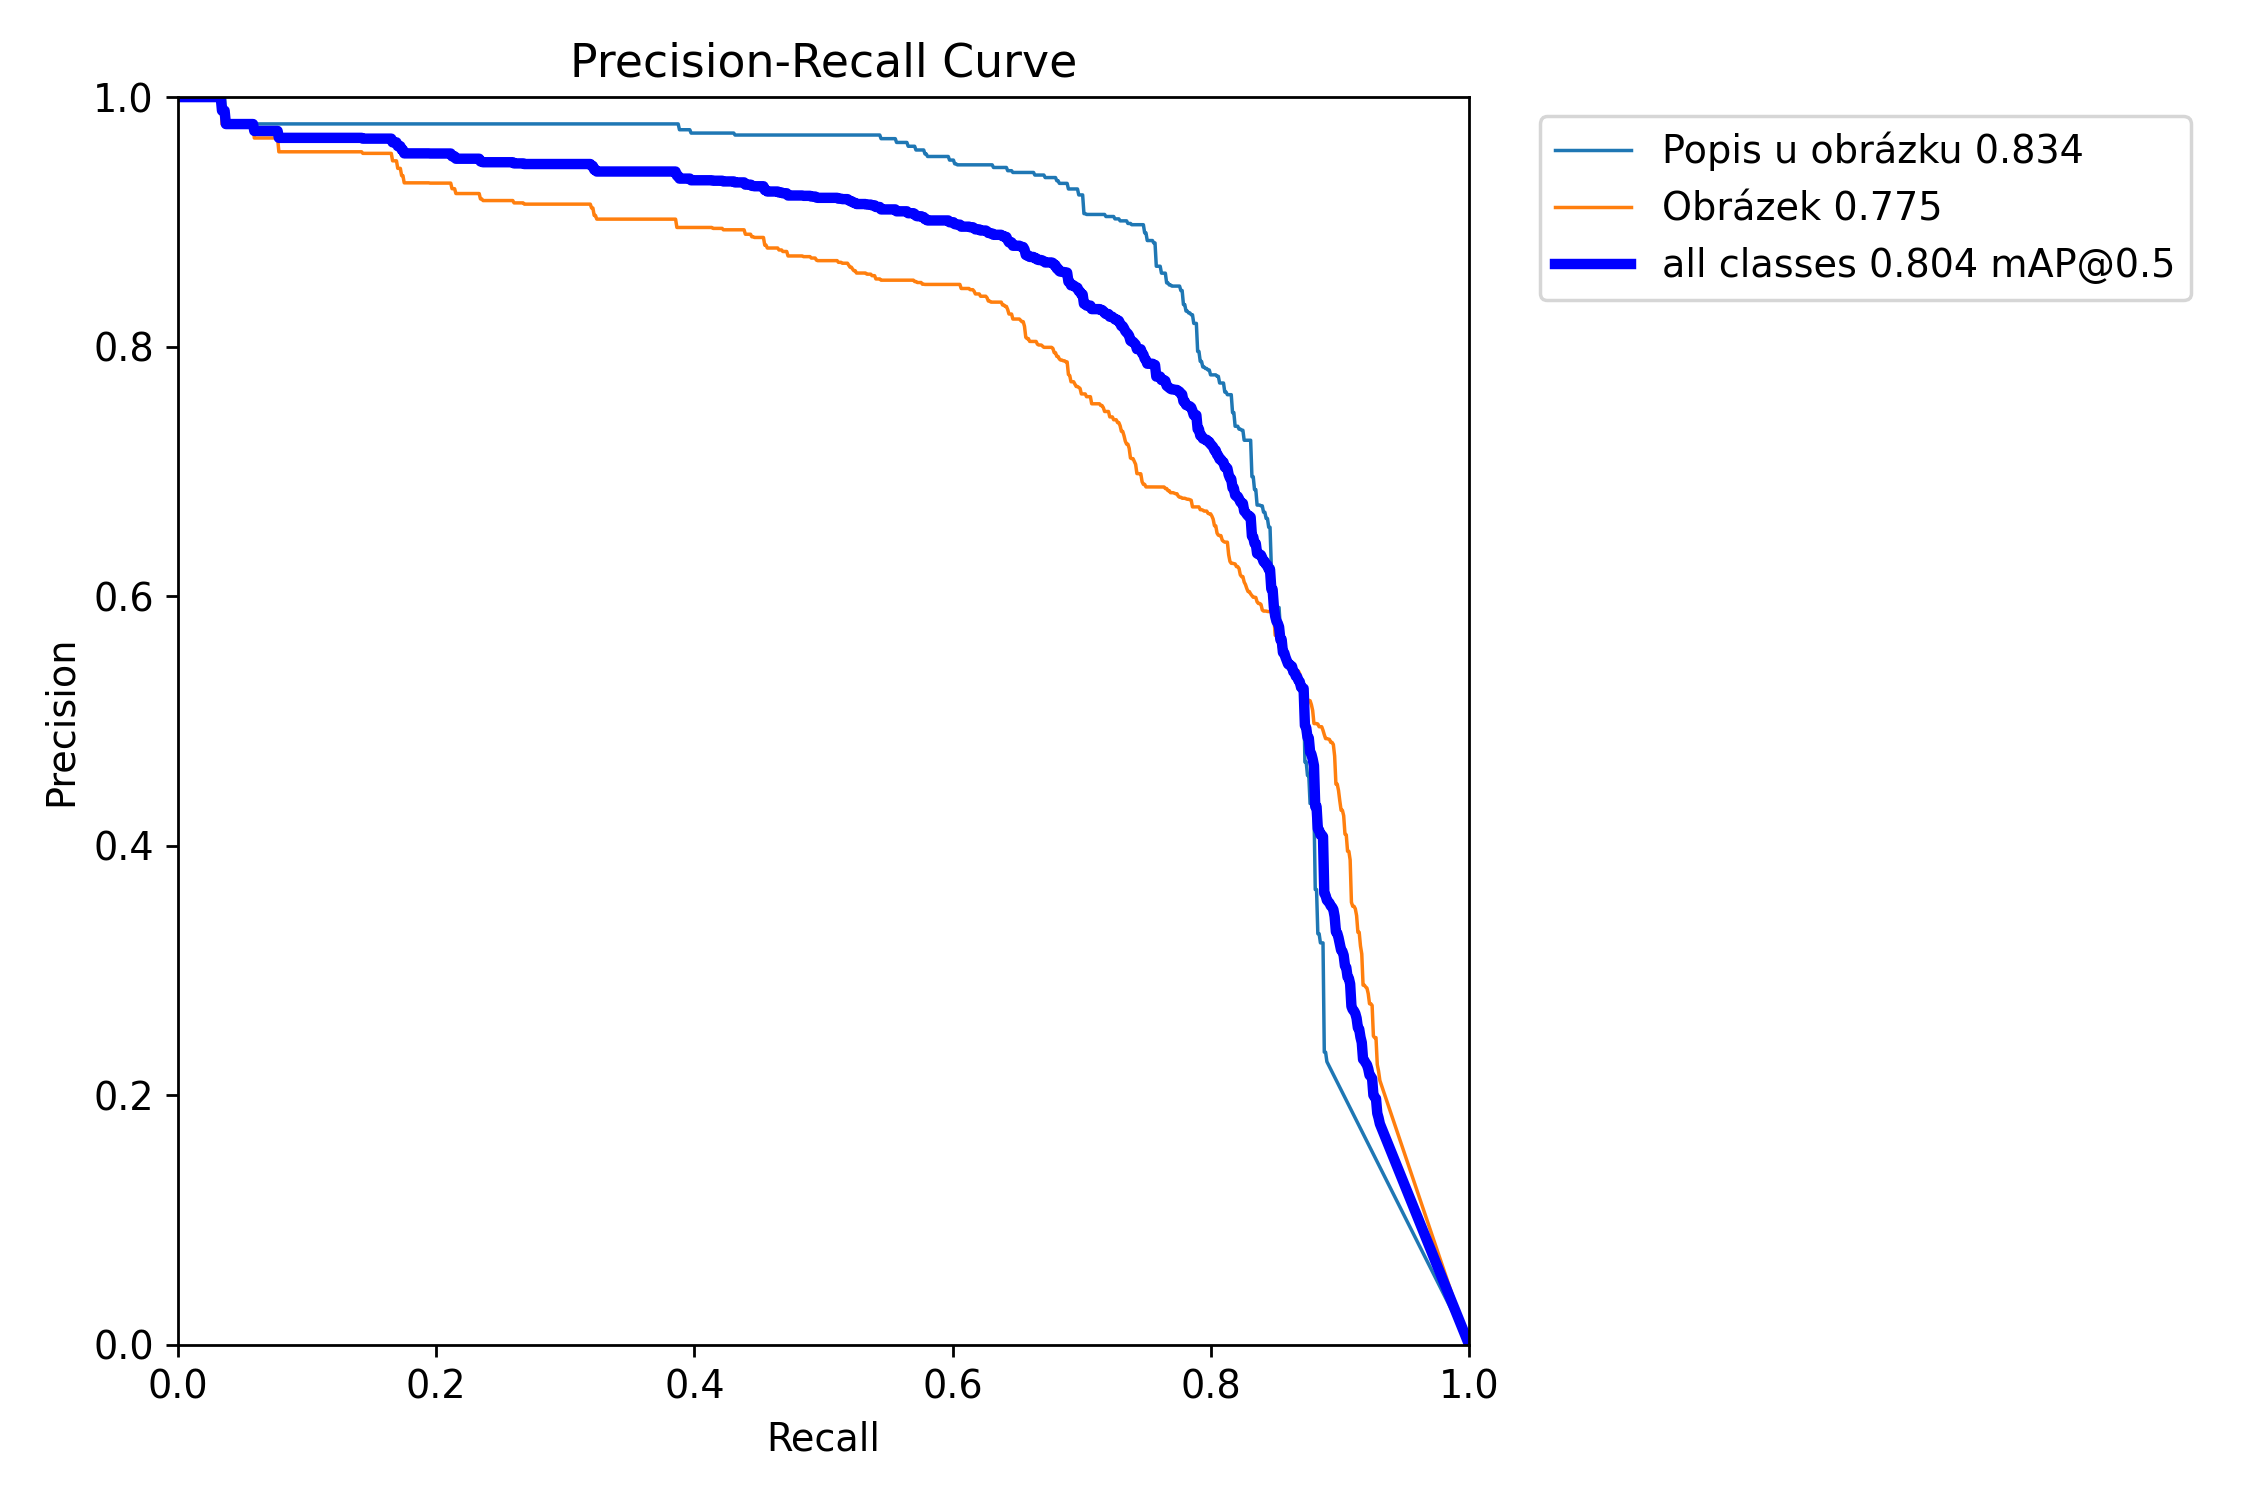 Precision-Recall Curve
Popis u obrázku 0.834
Obrázek 0.775
all classes 0.804 mAP@0.5
1.0
0.8
0.6
0.4
0.2
0.0
Precision
0.0 0.2 0.4 0.6 0.8 1.0
Recall